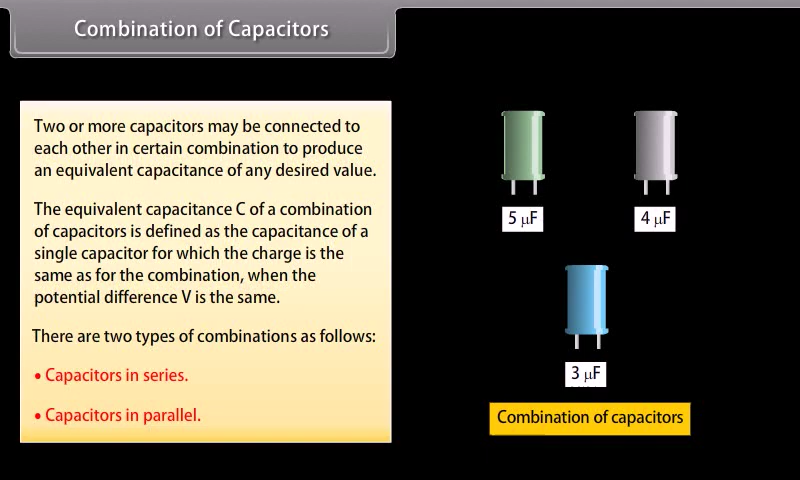 Combination of Capacitors
Two or more capacitors may be connected to
each other in certain combination to produce
an equivalent capacitance of any desired value.
The equivalent capacitance C of a combination
of capacitors is defined as the capacitance of a
single capacitor for which the charge is the
same as for the combination, when the
potential difference V is the same.
There are two types of combinations as follows:
• Capacitors in series.
• Capacitors in parallel.
5 μF
4 μF
3 μF
Combination of capacitors